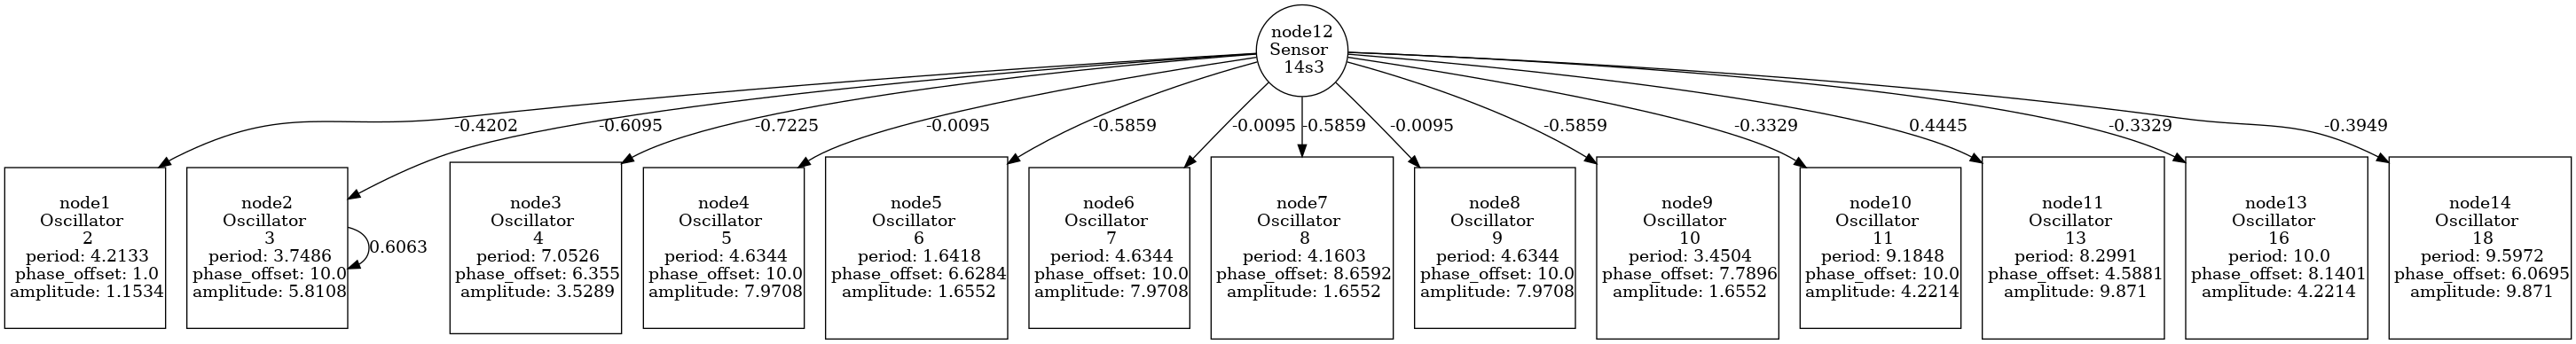 node12
Sensor
14s3
-0.4202
-0.6095
-0.7225
-0.0095
-0.5859
-0.0095
-0.5859
-0.0095
-0.5859
-0.3329
0.4445
-0.3329
-0.3949
node1
Oscillator
2
period: 4.2133
phase_offset: 1.0
amplitude: 1.1534
node2
Oscillator
3
period: 3.7486
phase_offset: 10.0
amplitude: 5.8108
0.6063
node3
Oscillator
4
period: 7.0526
phase_offset: 6.355
amplitude: 3.5289
node4
Oscillator
5
period: 4.6344
phase_offset: 10.0
amplitude: 7.9708
node5
Oscillator
6
period: 1.6418
phase_offset: 6.6284
amplitude: 1.6552
node6
Oscillator
7
period: 4.6344
phase_offset: 10.0
amplitude: 7.9708
node7
Oscillator
8
period: 4.1603
phase_offset: 8.6592
amplitude: 1.6552
node8
Oscillator
9
period: 4.6344
phase_offset: 10.0
amplitude: 7.9708
node9
Oscillator
10
period: 3.4504
phase_offset: 7.7896
amplitude: 1.6552
node10
Oscillator
11
period: 9.1848
phase_offset: 10.0
amplitude: 4.2214
node11
Oscillator
13
period: 8.2991
phase_offset: 4.5881
amplitude: 9.871
node13
Oscillator
16
period: 10.0
phase_offset: 8.1401
amplitude: 4.2214
node14
Oscillator
18
period: 9.5972
phase_offset: 6.0695
amplitude: 9.871